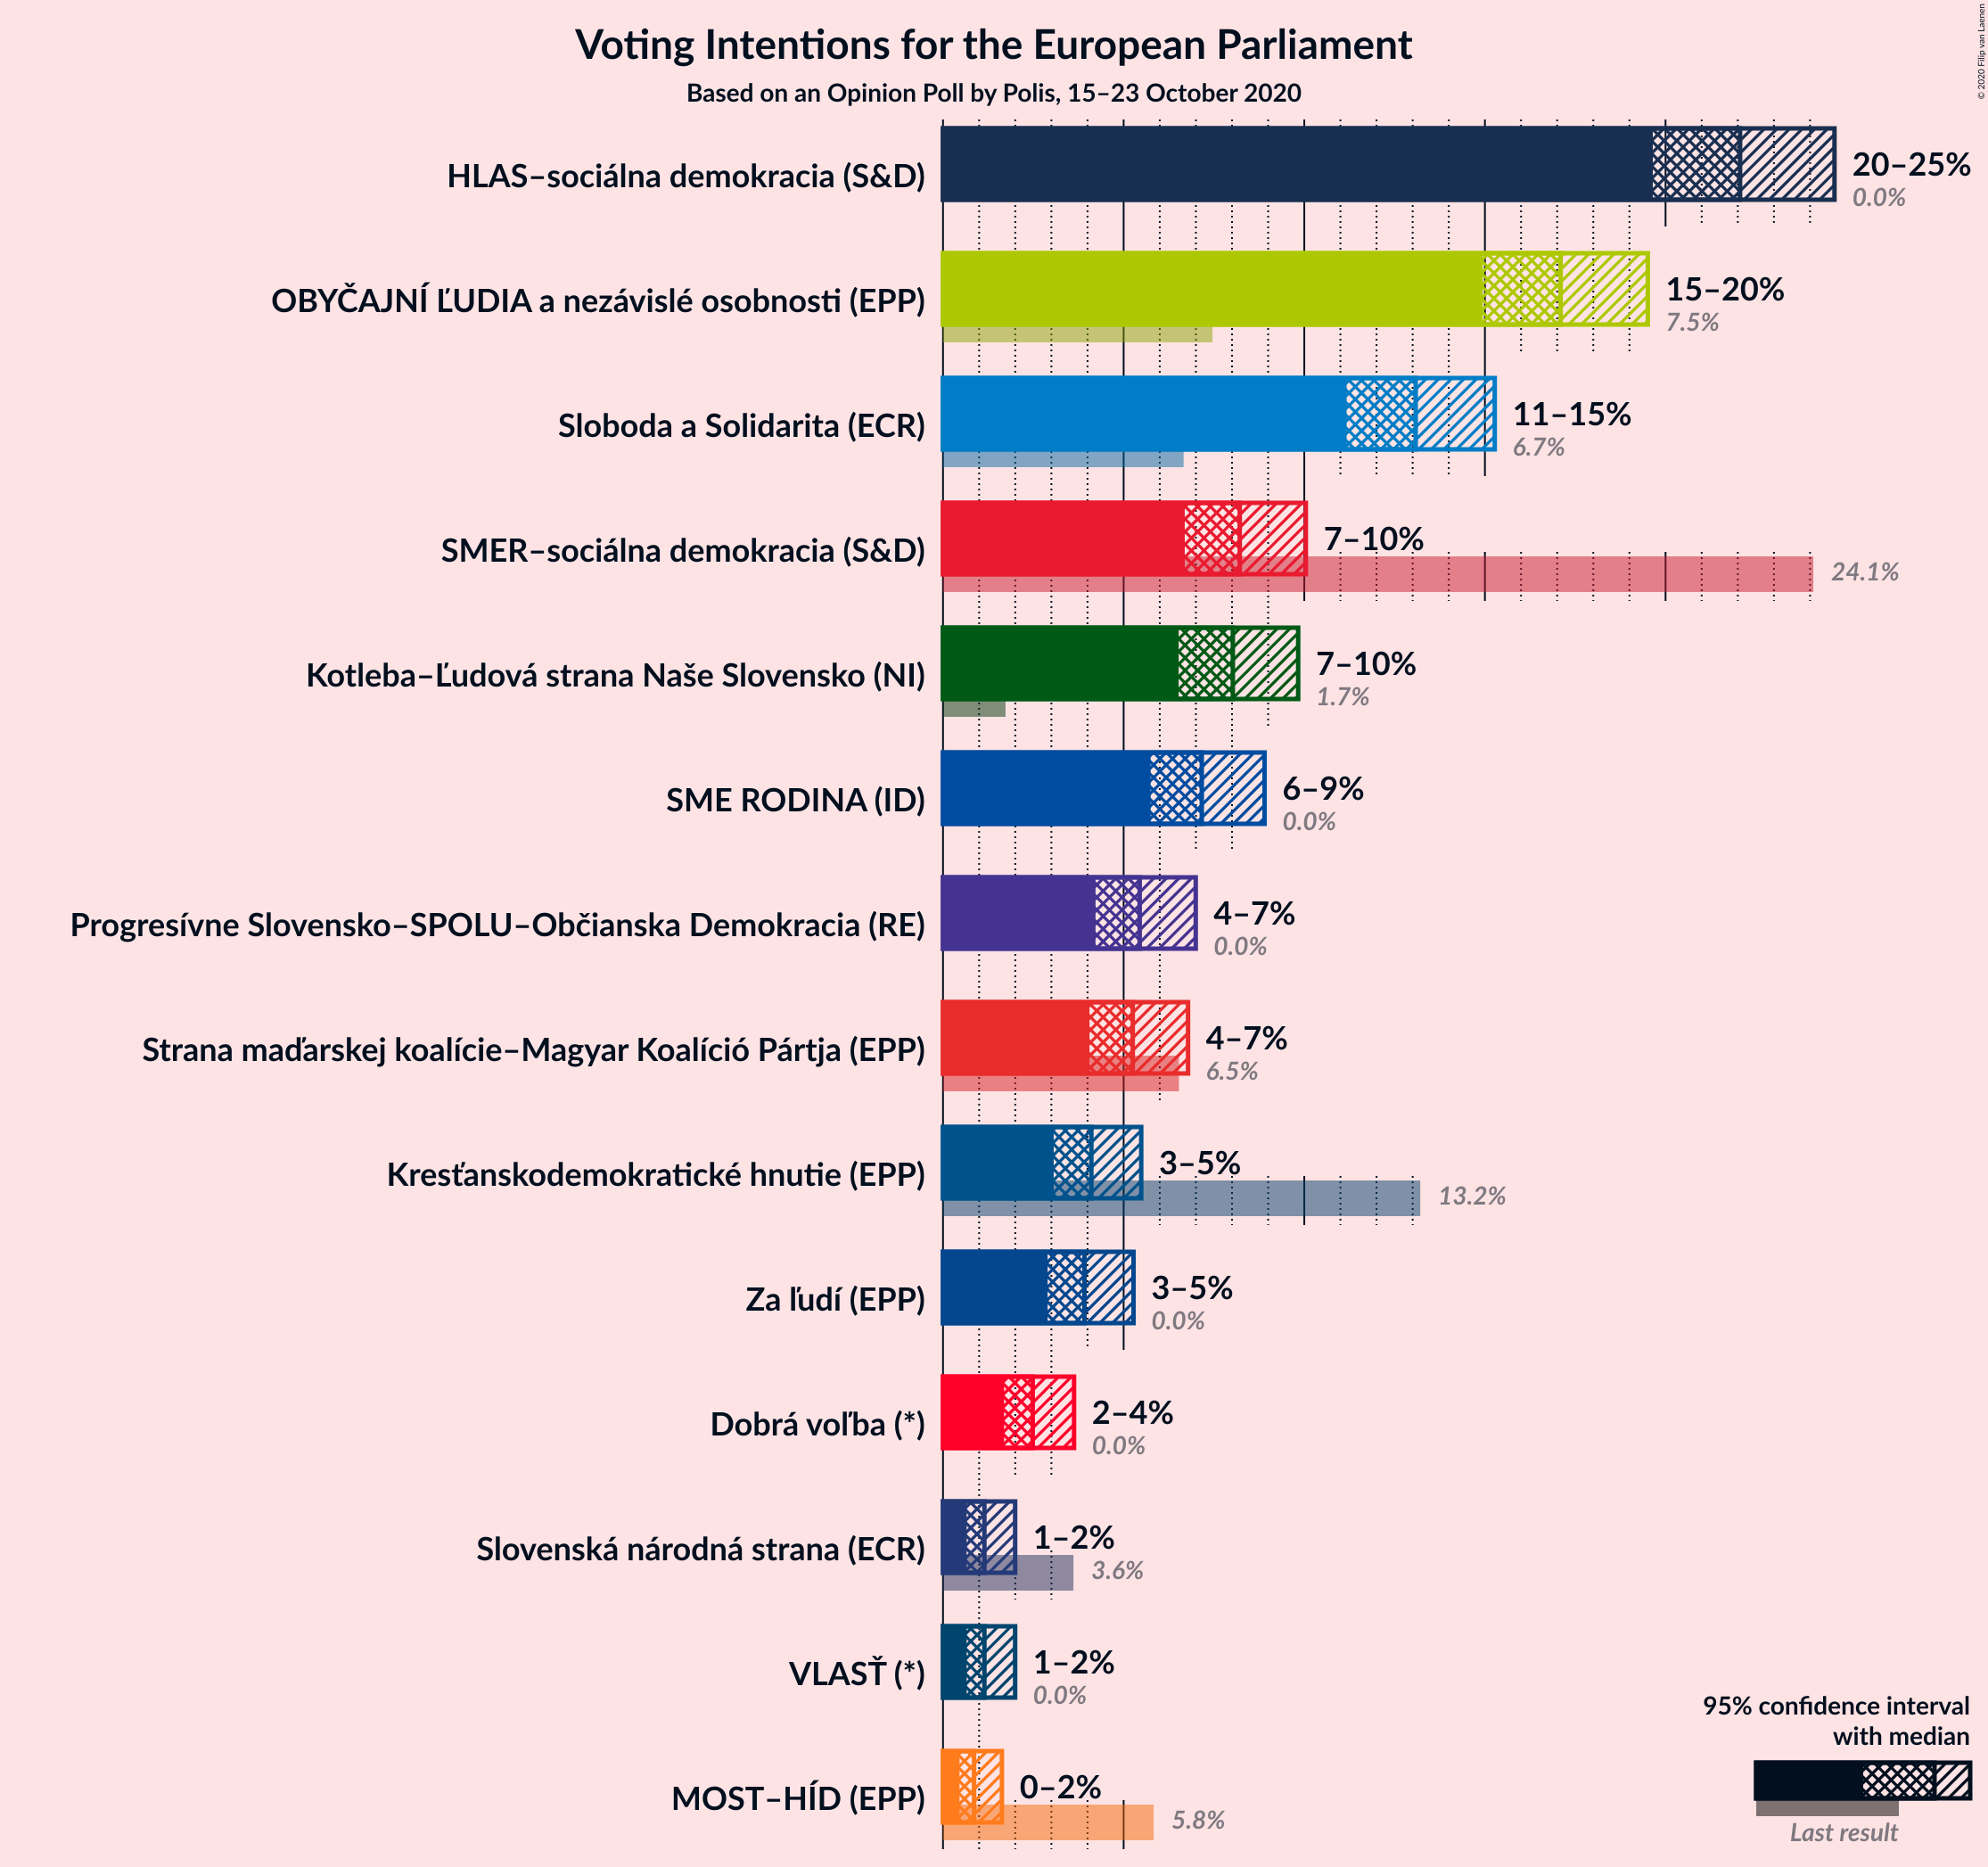 Voting Intentions for the European Parliament
Based on an Opinion Poll by Polis, 15–23 October 2020
© 2020 Filip van Laenen
HLAS–sociálna demokracia (S&D)
20–25%
0.0%
OBYČAJNÍ ĽUDIA a nezávislé osobnosti (EPP)
15–20%
7.5%
Sloboda a Solidarita (ECR)
11–15%
6.7%
SMER–sociálna demokracia (S&D)
7–10%
24.1%
Kotleba–Ľudová strana Naše Slovensko (NI)
7–10%
1.7%
SME RODINA (ID)
6–9%
0.0%
Progresívne Slovensko–SPOLU–Občianska Demokracia (RE)
4–7%
0.0%
Strana maďarskej koalície–Magyar Koalíció Pártja (EPP)
4–7%
6.5%
Kresťanskodemokratické hnutie (EPP)
3–5%
13.2%
Za ľudí (EPP)
3–5%
0.0%
Dobrá voľba (*)
2–4%
0.0%
Slovenská národná strana (ECR)
1–2%
3.6%
VLASŤ (*)
1–2%
0.0%
MOST–HÍD (EPP)
0–2%
5.8%
95% confidence interval
with median
Last result